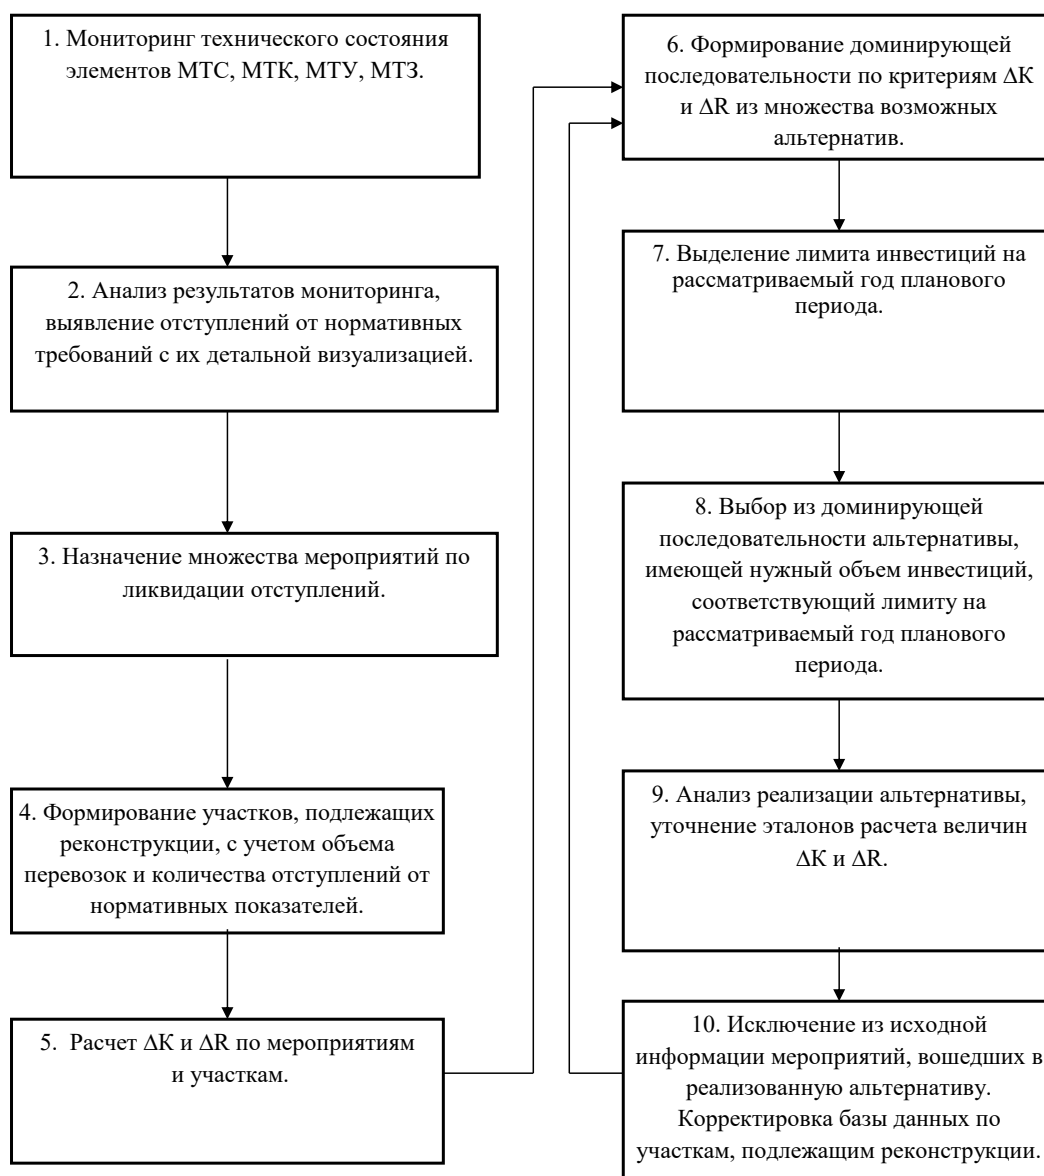 1. Мониторинг технического состояния
элементов МТС, МТК, МТУ, МТЗ.
2. Анализ результатов мониторинга,
выявление отступлений от нормативных
требований с их детальной визуализацией.
3. Назначение множества мероприятий по
ликвидации отступлений.
4. Формирование участков, подлежащих
реконструкции, с учетом объема
перевозок и количества отступлений от
нормативных показателей.
5. Расчет ΔК и ΔR по мероприятиям
и участкам.
6. Формирование доминирующей
последовательности по критериям ΔК
и ΔR из множества возможных
альтернатив.
7. Выделение лимита инвестиций на
рассматриваемый год планового
периода.
8. Выбор из доминирующей
последовательности альтернативы,
имеющей нужный объем инвестиций,
соответствующий лимиту на
рассматриваемый год планового
периода.
9. Анализ реализации альтернативы,
уточнение эталонов расчета величин
ΔК и ΔR.
10. Исключение из исходной
информации мероприятий, вошедших в
реализованную альтернативу.
Корректировка базы данных по
участкам, подлежащим реконструкции.